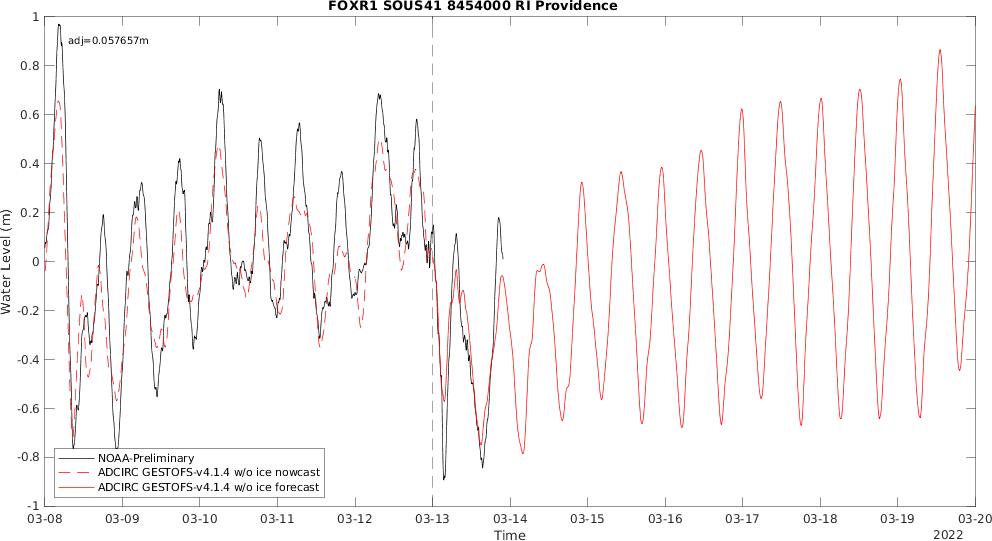 FOXR1 SOUS41 8454000 RI Providence
adj=0.057657m
1
0.8
0.6
0.4
0.2
0
-0.2
-0.4
-0.6
-0.8
-1
Water Level (m)
NOAA-Preliminary
ADCIRC GESTOFS-v4.1.4 w/o ice nowcast
ADCIRC GESTOFS-v4.1.4 w/o ice forecast
03-08 03-09 03-10 03-11 03-12 03-13 03-14 03-15 03-16 03-17 03-18 03-19 03-20
Time
2022